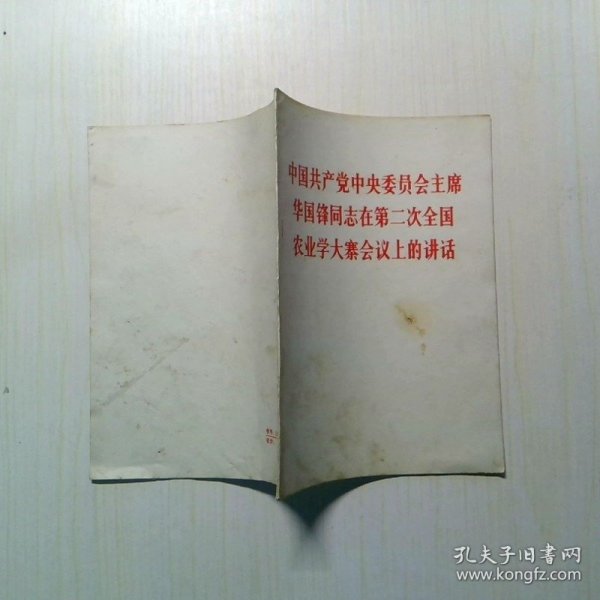 中国共产党中央委员会主席
华国锋同志在第二次全国
农业学大寨会议上的讲话
孔夫子旧书网
www.kongfz.com